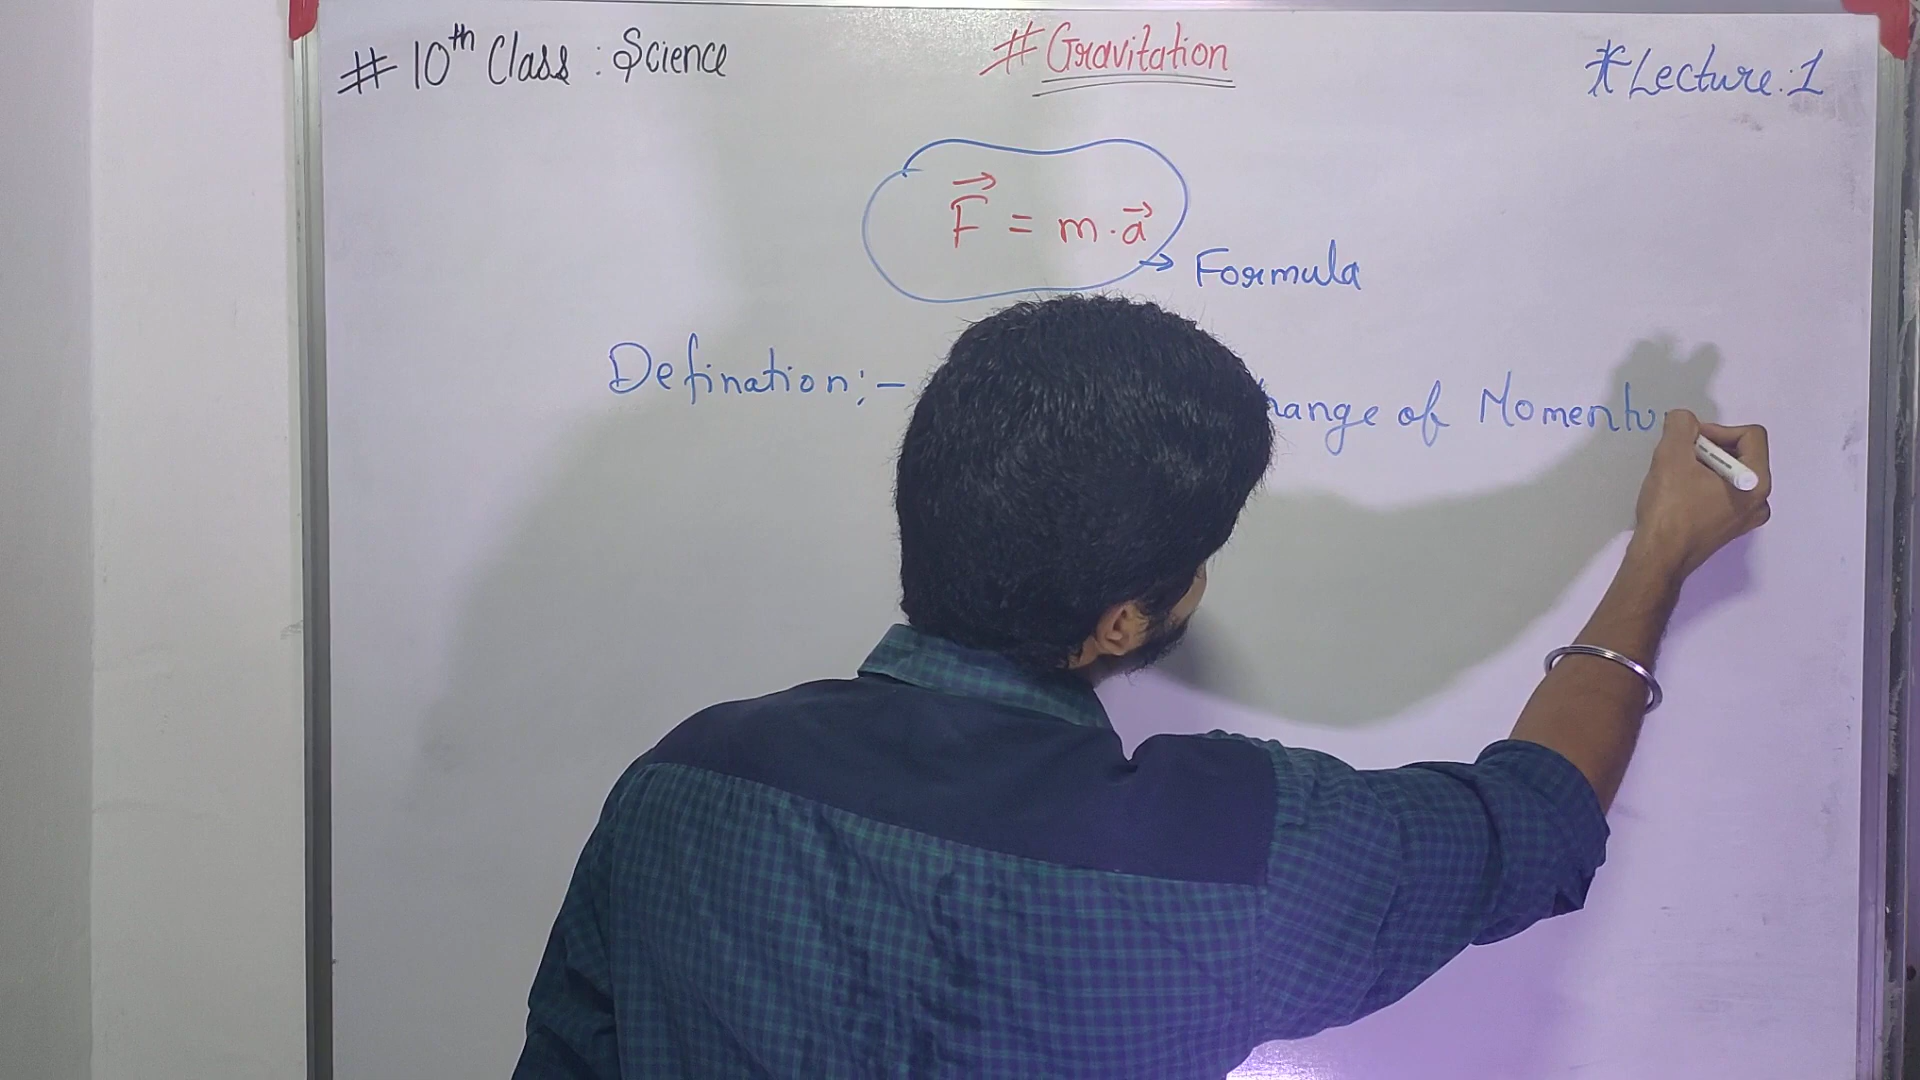 # 10th Class : Science
# Gravitation
* Lecture : 1
F = m . a
→ Formula
Defination :- hange of Momentu